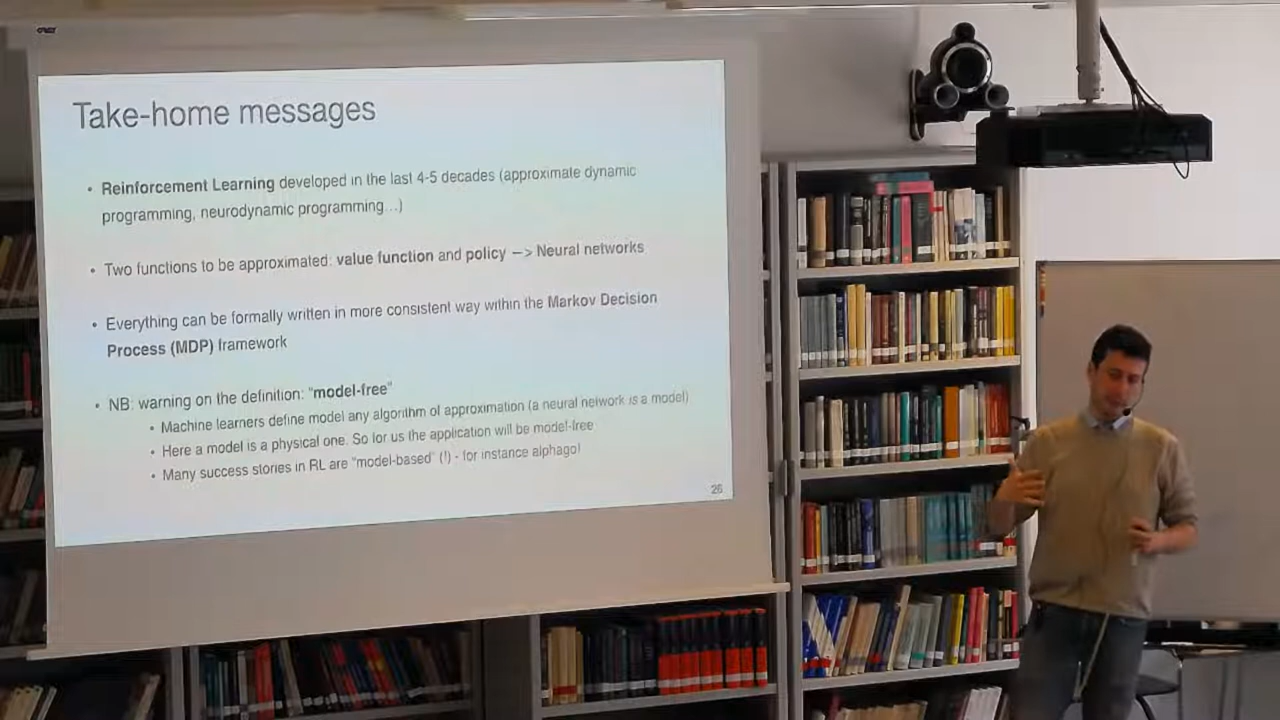 Take-home messages
• Reinforcement Learning developed in the last 4-5 decades (approximate dynamic
programming, neurodynamic programming…)
• Two functions to be approximated: value function and policy —> Neural networks
• Everything can be formally written in more consistent way within the Markov Decision
Process (MDP) framework
• NB: warning on the definition: "model-free"
• Machine learners define model any algorithm of approximation (a neural network is a model)
• Here a model is a physical one. So for us the application will be model-free
• Many success stories in RL are "model-based" (!) - for instance alphago!
26